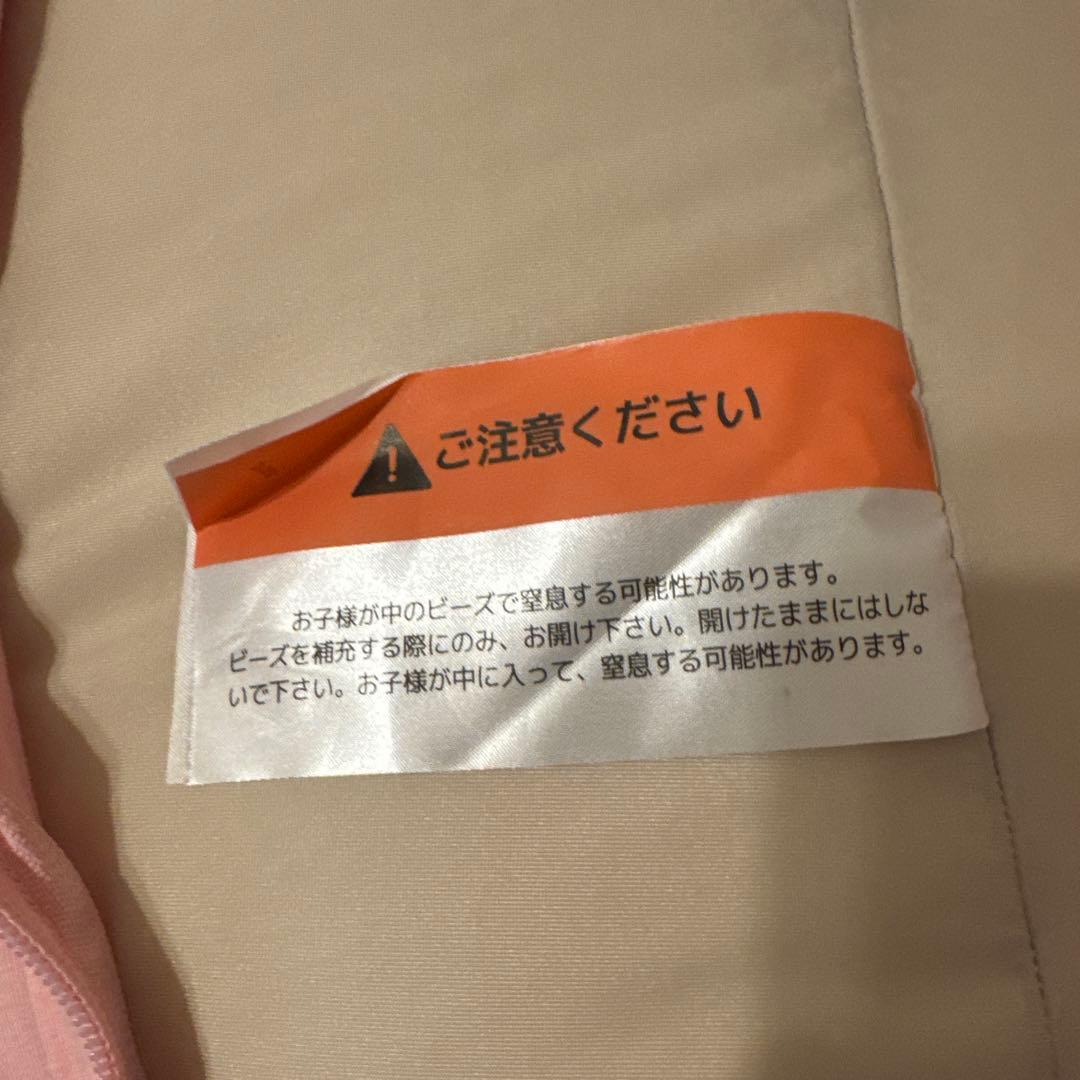 ご注意ください
お子様が中のビーズで窒息する可能性があります。
ビーズを補充する際にのみ、お開け下さい。開けたままにはしな
いで下さい。お子様が中に入って、窒息する可能性があります。